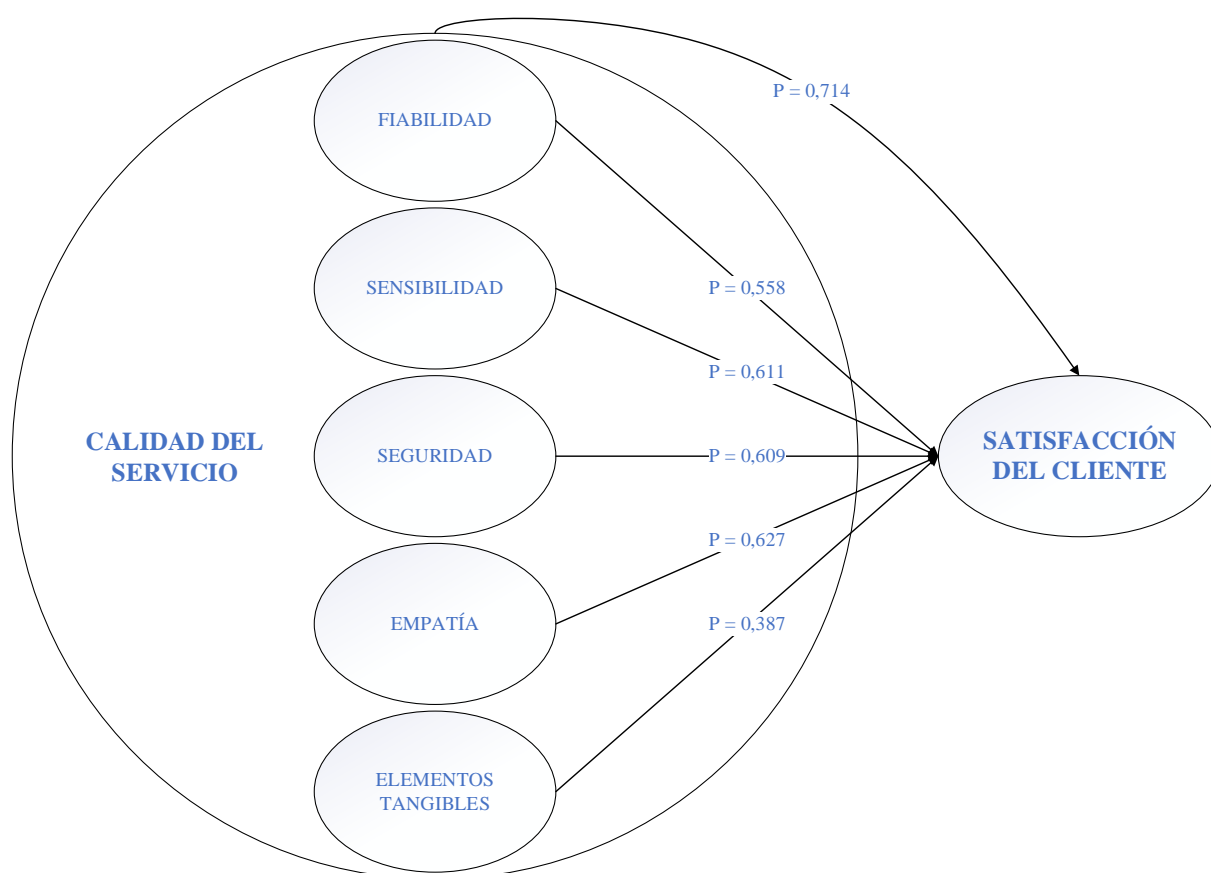 P = 0,714
FIABILIDAD
P = 0,558
SENSIBILIDAD
P = 0,611
CALIDAD DEL
SERVICIO
SEGURIDAD
P = 0,609
SATISFACCIÓN
DEL CLIENTE
P = 0,627
EMPATÍA
P = 0,387
ELEMENTOS
TANGIBLES